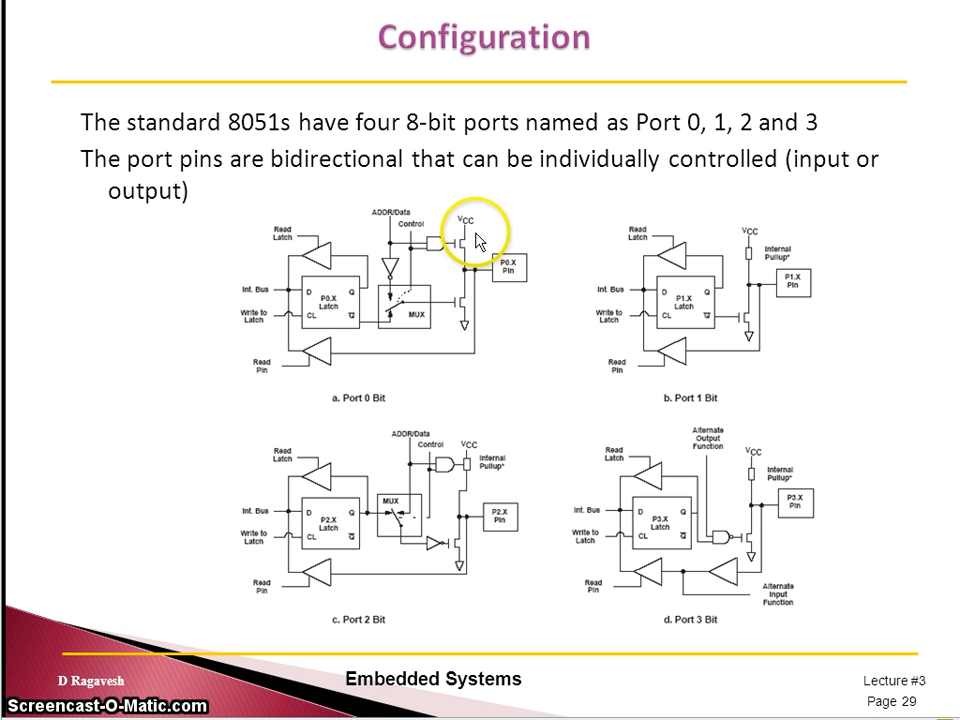 Configuration
The standard 8051s have four 8-bit ports named as Port 0, 1, 2 and 3
The port pins are bidirectional that can be individually controlled (input or
output)
ADDR/Data
Control
VCC
Read
Latch
P0.X
Pin
Int. Bus
D
Q
P0.X
Latch
Write to
Latch
CL
Q
MUX
Read
Pin
a. Port 0 Bit
Read
Latch
VCC
Internal
Pullup*
P1.X
Pin
Int. Bus
D
Q
P1.X
Latch
Write to
Latch
CL
Q
Read
Pin
b. Port 1 Bit
ADDR/Data
Control
VCC
Read
Latch
Internal
Pullup*
MUX
Int. Bus
D
Q
P2.X
Latch
P2.X
Pin
Write to
Latch
CL
Q
Read
Pin
c. Port 2 Bit
Alternate
Output
Function
Read
Latch
VCC
Internal
Pullup*
P3.X
Pin
Int. Bus
D
Q
P3.X
Latch
Write to
Latch
CL
Q
Read
Pin
Alternate
Input
Function
d. Port 3 Bit
D Ragavesh
Embedded Systems
Lecture #3
Page 29
Screencast-O-Matic.com